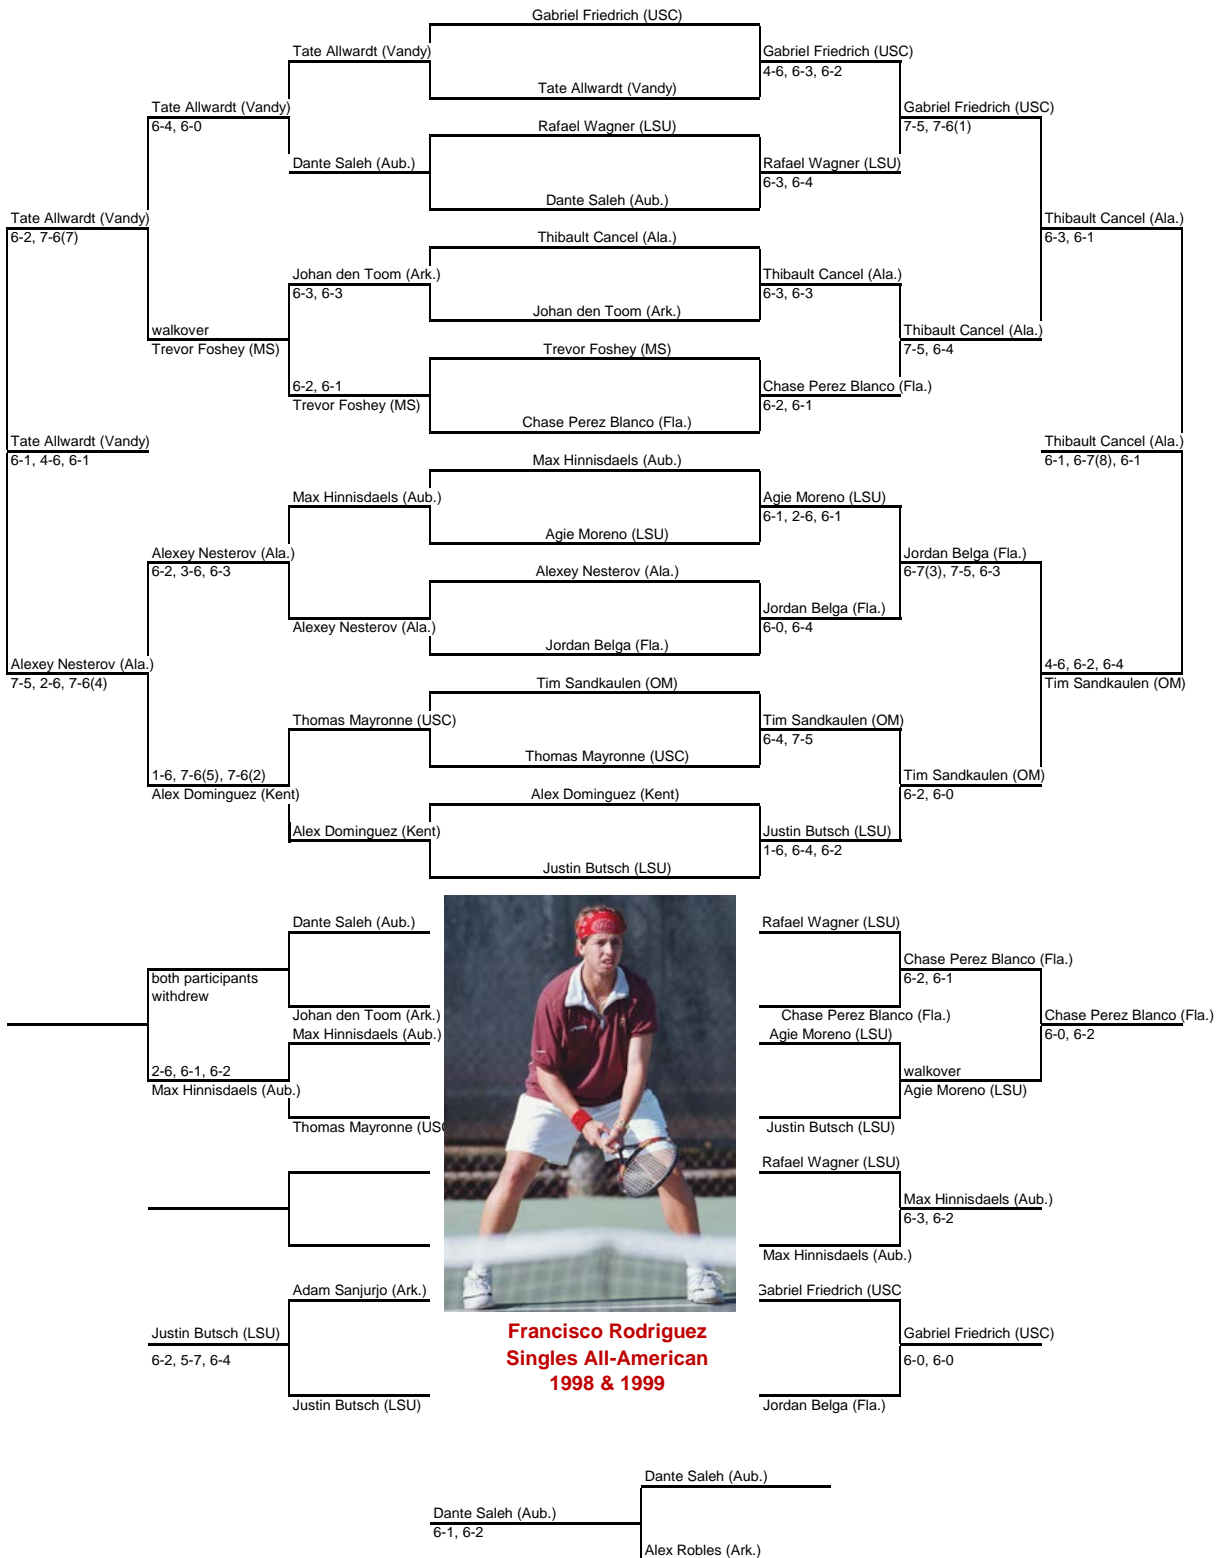 Gabriel Friedrich (USC)
Tate Allwardt (Vandy)
Gabriel Friedrich (USC)
4-6, 6-3, 6-2
Tate Allwardt (Vandy)
Tate Allwardt (Vandy)
6-4, 6-0
Gabriel Friedrich (USC)
7-5, 7-6(1)
Rafael Wagner (LSU)
Dante Saleh (Aub.)
Rafael Wagner (LSU)
6-3, 6-4
Dante Saleh (Aub.)
Tate Allwardt (Vandy)
6-2, 7-6(7)
Thibault Cancel (Ala.)
6-3, 6-1
Thibault Cancel (Ala.)
Johan den Toom (Ark.)
6-3, 6-3
Thibault Cancel (Ala.)
6-3, 6-3
Johan den Toom (Ark.)
walkover
Trevor Foshey (MS)
Thibault Cancel (Ala.)
7-5, 6-4
Trevor Foshey (MS)
6-2, 6-1
Trevor Foshey (MS)
Chase Perez Blanco (Fla.)
6-2, 6-1
Chase Perez Blanco (Fla.)
Tate Allwardt (Vandy)
6-1, 4-6, 6-1
Thibault Cancel (Ala.)
6-1, 6-7(8), 6-1
Max Hinnisdaels (Aub.)
Max Hinnisdaels (Aub.)
Agie Moreno (LSU)
6-1, 2-6, 6-1
Agie Moreno (LSU)
Alexey Nesterov (Ala.)
6-2, 3-6, 6-3
Jordan Belga (Fla.)
6-7(3), 7-5, 6-3
Alexey Nesterov (Ala.)
Alexey Nesterov (Ala.)
Jordan Belga (Fla.)
6-0, 6-4
Jordan Belga (Fla.)
Alexey Nesterov (Ala.)
7-5, 2-6, 7-6(4)
4-6, 6-2, 6-4
Tim Sandkaulen (OM)
Tim Sandkaulen (OM)
Thomas Mayronne (USC)
Tim Sandkaulen (OM)
6-4, 7-5
Thomas Mayronne (USC)
1-6, 7-6(5), 7-6(2)
Alex Dominguez (Kent)
Tim Sandkaulen (OM)
6-2, 6-0
Alex Dominguez (Kent)
Alex Dominguez (Kent)
Justin Butsch (LSU)
1-6, 6-4, 6-2
Justin Butsch (LSU)
Dante Saleh (Aub.)
Rafael Wagner (LSU)
both participants
withdrew
Chase Perez Blanco (Fla.)
6-2, 6-1
Johan den Toom (Ark.)
Chase Perez Blanco (Fla.)
Chase Perez Blanco (Fla.)
6-0, 6-2
Max Hinnisdaels (Aub.)
Agie Moreno (LSU)
2-6, 6-1, 6-2
Max Hinnisdaels (Aub.)
walkover
Agie Moreno (LSU)
Thomas Mayronne (USC
Justin Butsch (LSU)
Rafael Wagner (LSU)
Max Hinnisdaels (Aub.)
6-3, 6-2
Max Hinnisdaels (Aub.)
Adam Sanjurjo (Ark.)
Gabriel Friedrich (USC
Justin Butsch (LSU)
6-2, 5-7, 6-4
Gabriel Friedrich (USC)
6-0, 6-0
Justin Butsch (LSU)
Jordan Belga (Fla.)
Francisco Rodriguez
Singles All-American
1998 & 1999
Dante Saleh (Aub.)
Dante Saleh (Aub.)
6-1, 6-2
Alex Robles (Ark.)